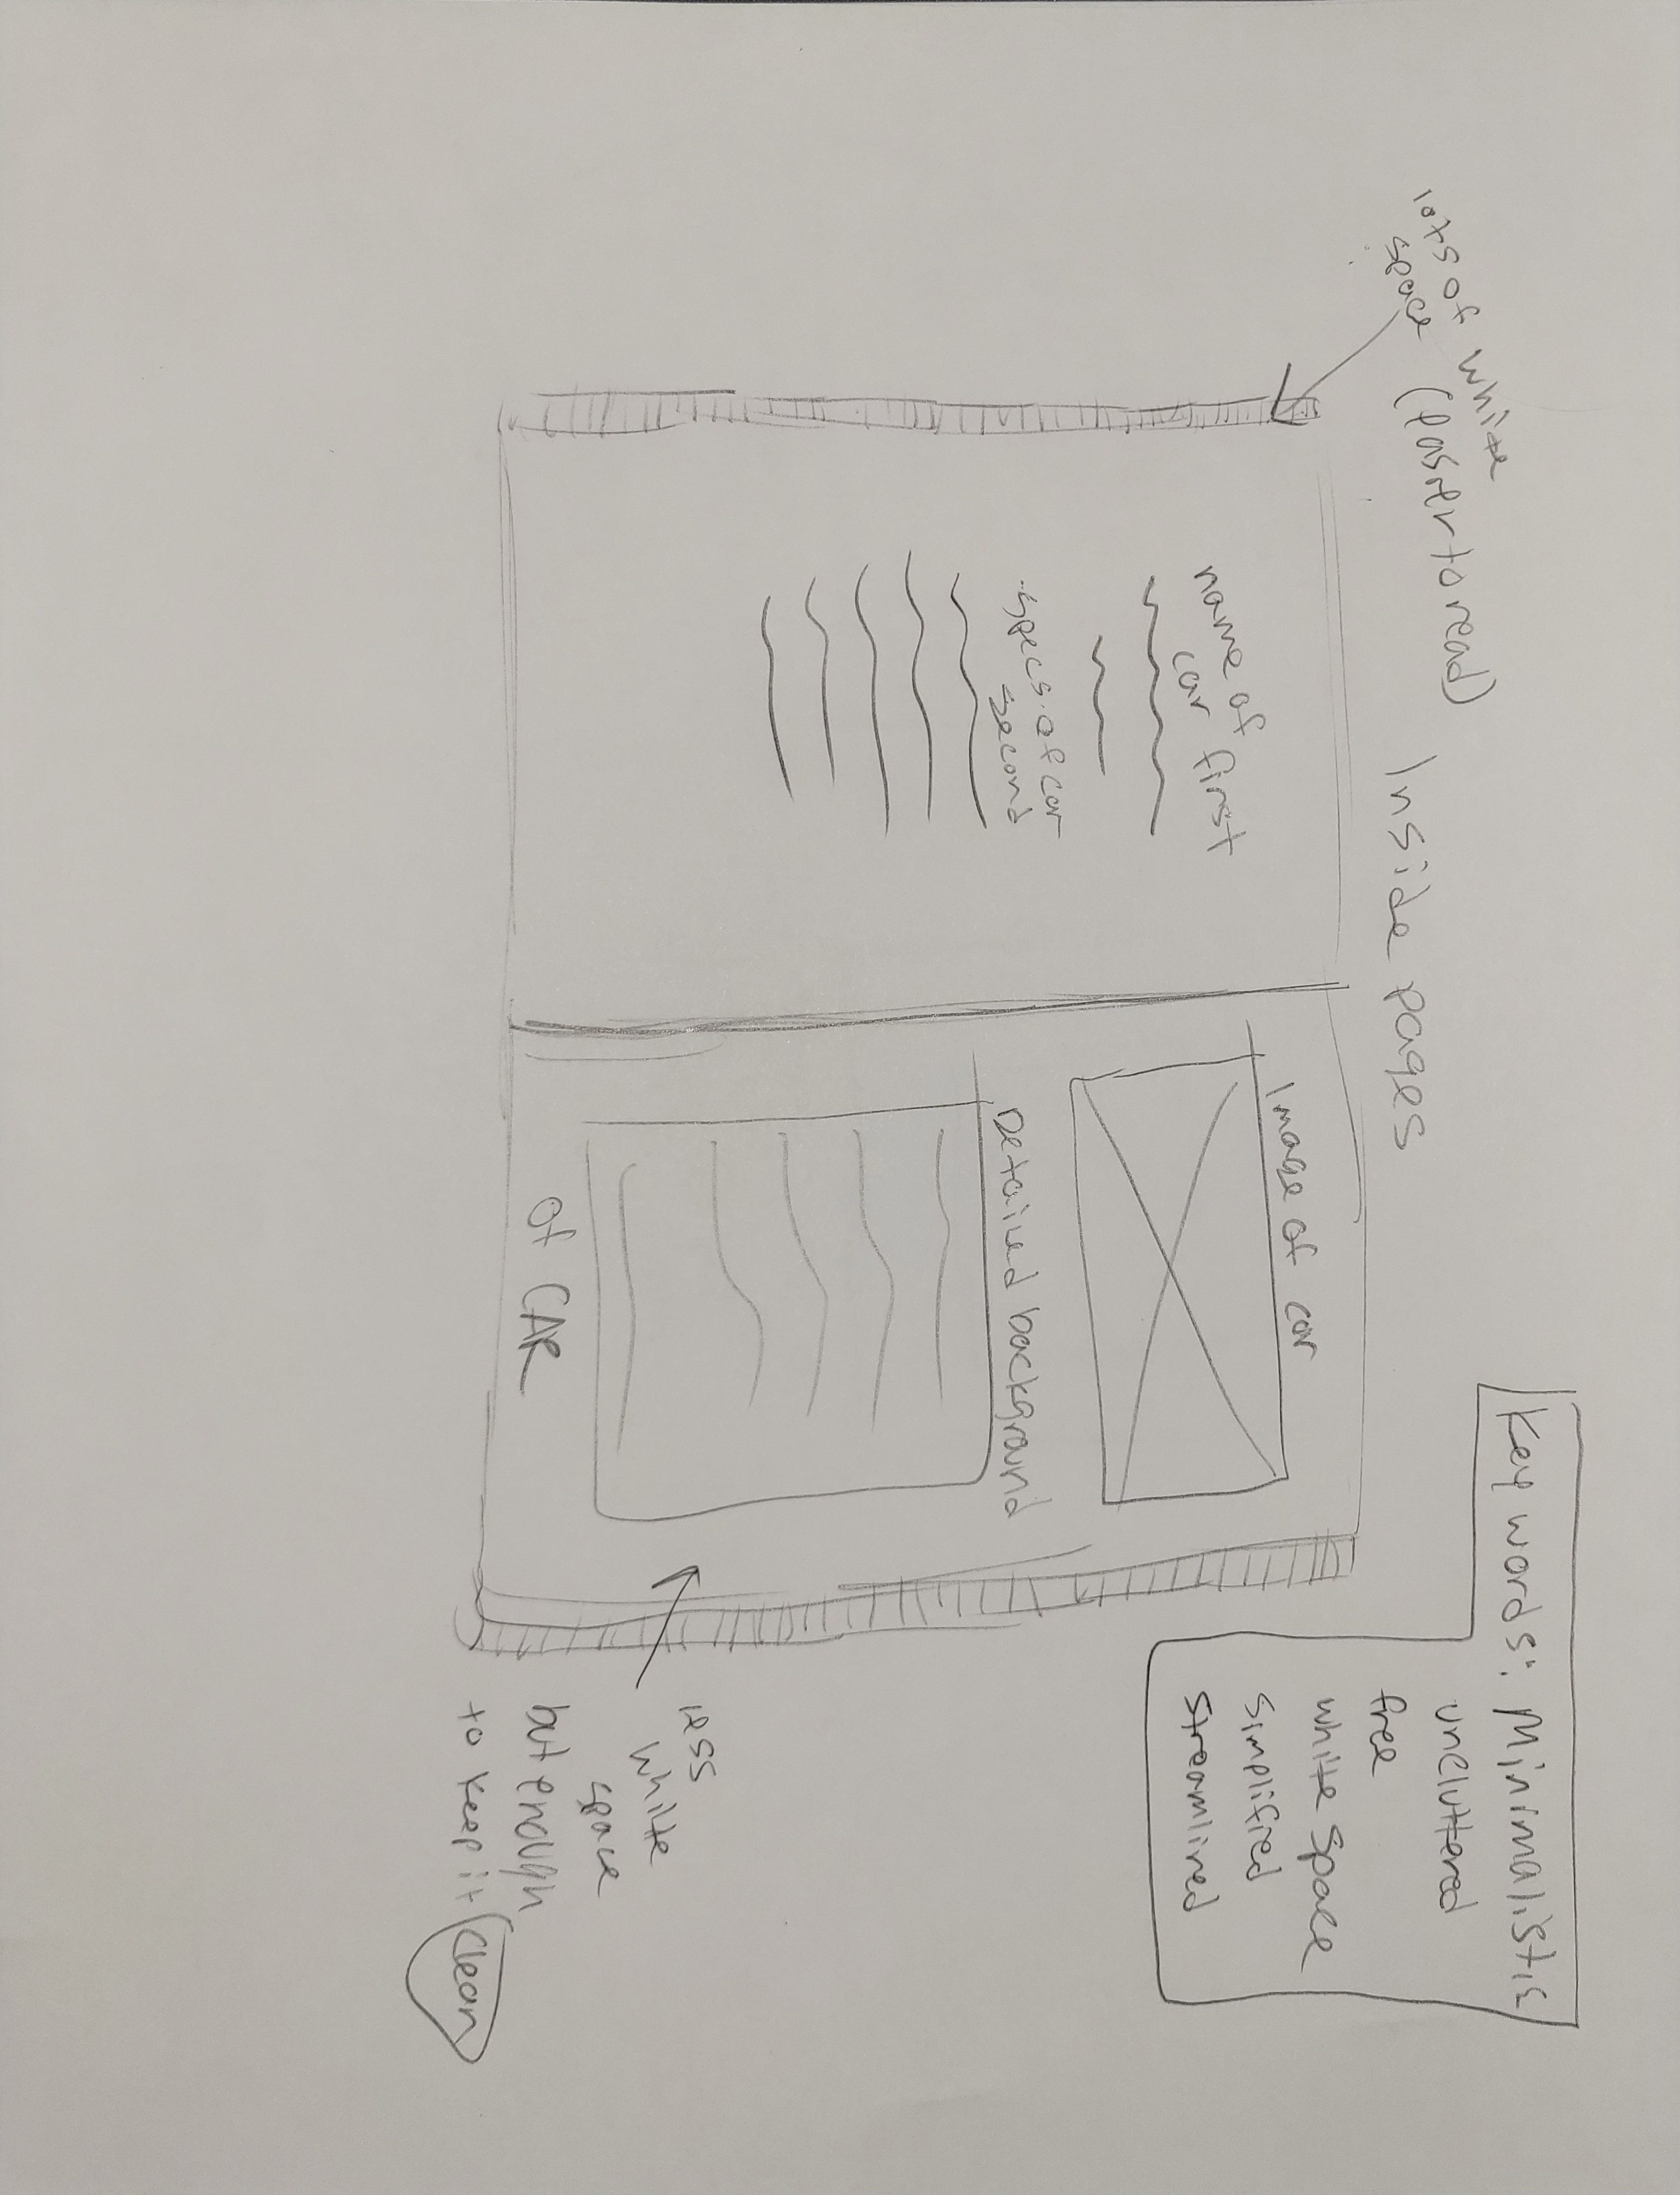 lots of white
space (easier to read)
Inside pages
Key words: Minimalistic
uncluttered
free
white space
Simplified
streamlined
name of
car first
specs of car
second
Image of car
Detailed background
of CAR
less
white
space
but enough
to keep it clean